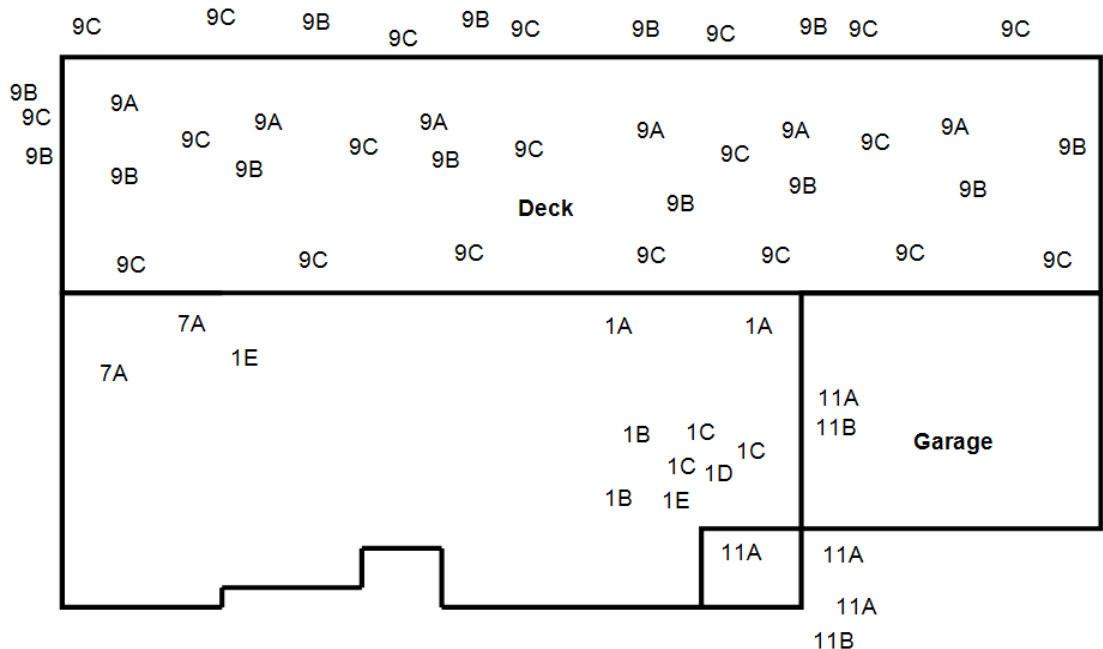 9C 9C 9B 9C 9B 9C 9B 9C 9B 9C 9C
9B
9C
9B
9A 9A 9A 9A 9A 9A
9C 9C 9C 9C 9C 9B
9B 9B 9B 9B 9B 9B
Deck
9C 9C 9C 9C 9C 9C 9C
7A 1A 1A
7A 1E
11A
11B
1B 1C 1C
1C 1D
1B 1E
Garage
11A 11A
11A
11B